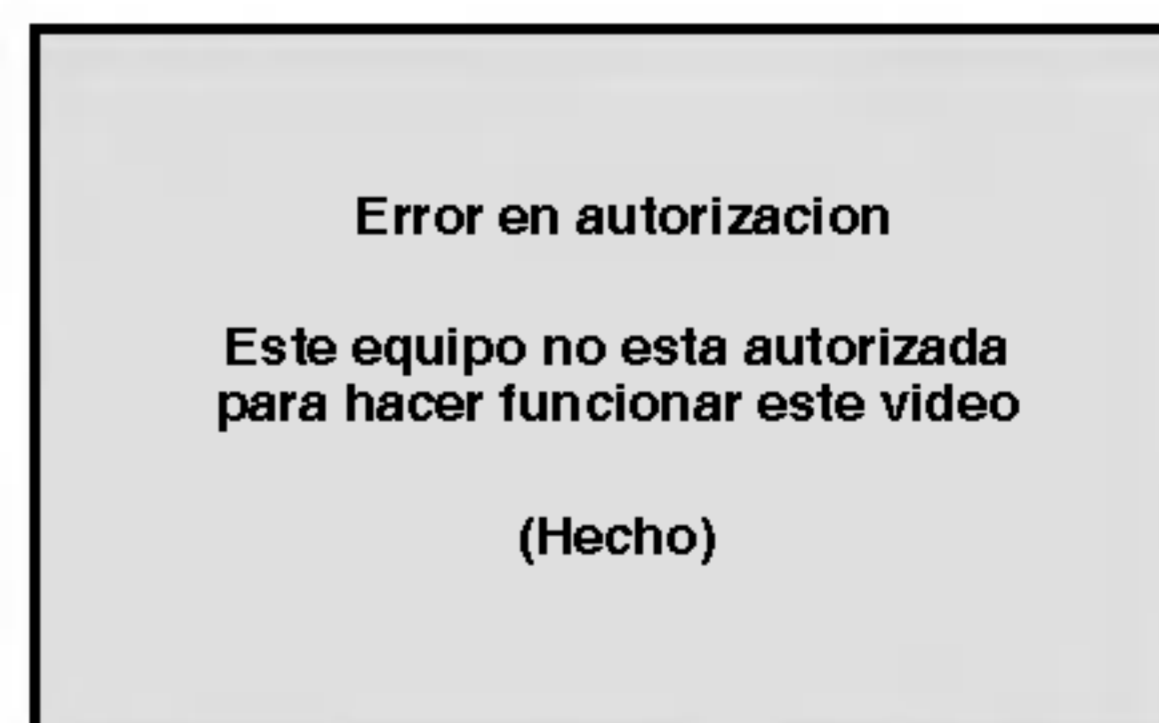 Error en autorizacion
Este equipo no esta autorizada
para hacer funcionar este video
(Hecho)